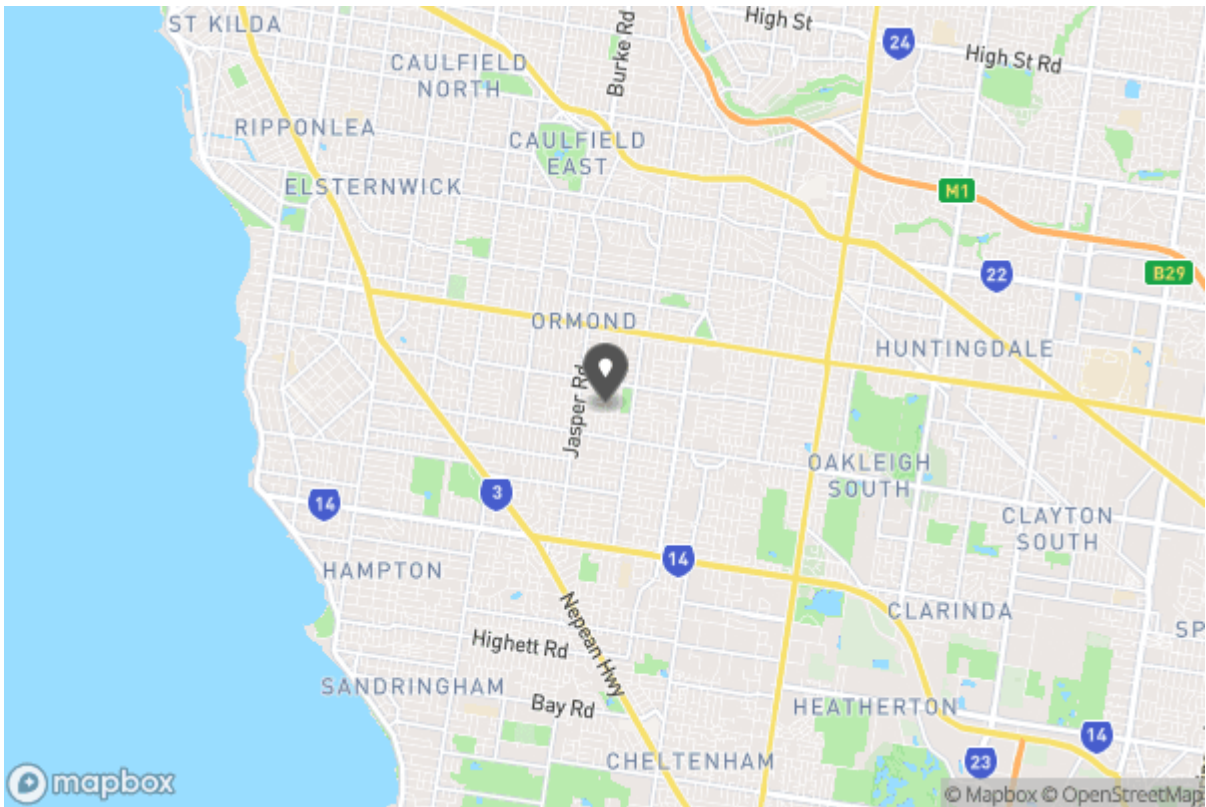 ST KILDA
High St
24
High St Rd
CAULFIELD
NORTH
Burke Rd
RIPPONLEA
CAULFIELD
EAST
ELSTERNWICK
M1
22
B29
ORMOND
HUNTINGDALE
Jasper Rd
OAKLEIGH
SOUTH
3
14
CLAYTON
SOUTH
14
HAMPTON
CLARINDA
Nepean Hwy
Highett Rd
SP
SANDRINGHAM
Bay Rd
HEATHERTON
14
23
CHELTENHAM
mapbox
© Mapbox © OpenStreetMap